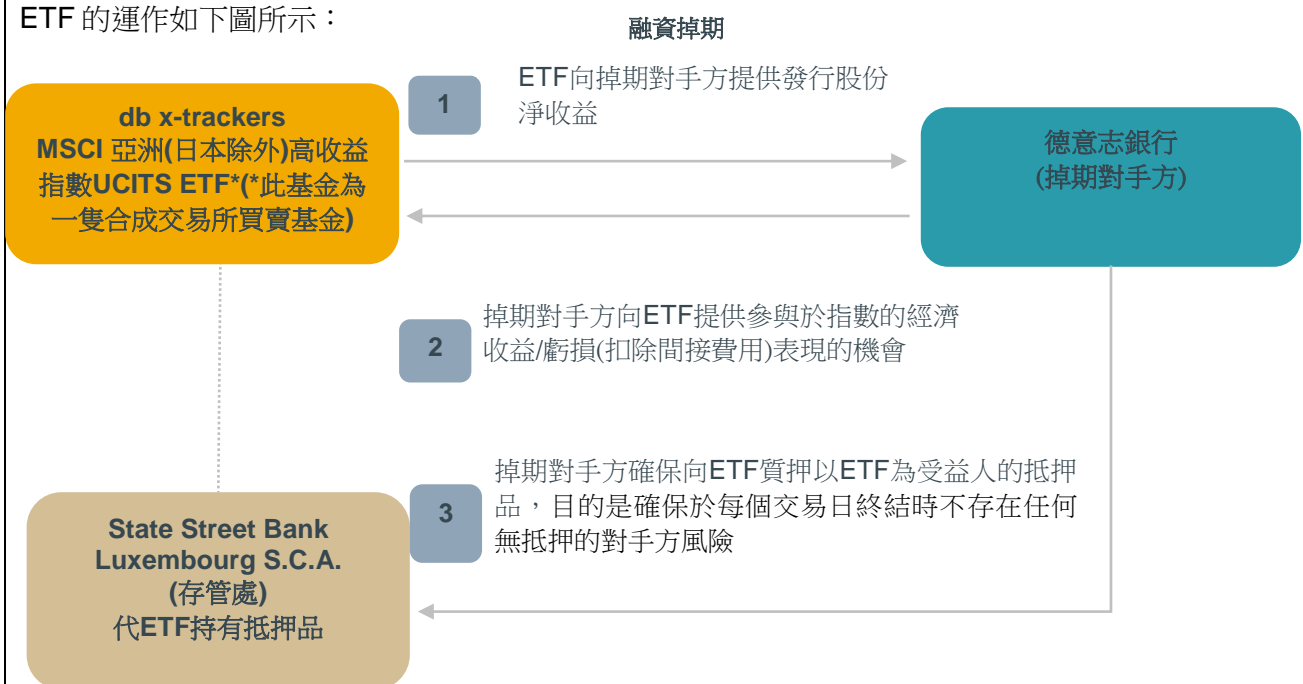 ETF 的運作如下圖所示：
融資掉期
1
ETF向掉期對手方提供發行股份
淨收益
db x-trackers
MSCI 亞洲(日本除外)高收益
指數UCITS ETF*(*此基金為
一隻合成交易所買賣基金)
德意志銀行
(掉期對手方)
2
掉期對手方向ETF提供參與於指數的經濟
收益/虧損(扣除間接費用)表現的機會
3
掉期對手方確保向ETF質押以ETF為受益人的抵押
品，目的是確保於每個交易日終結時不存在任何
無抵押的對手方風險
State Street Bank
Luxembourg S.C.A.
(存管處)
代ETF持有抵押品